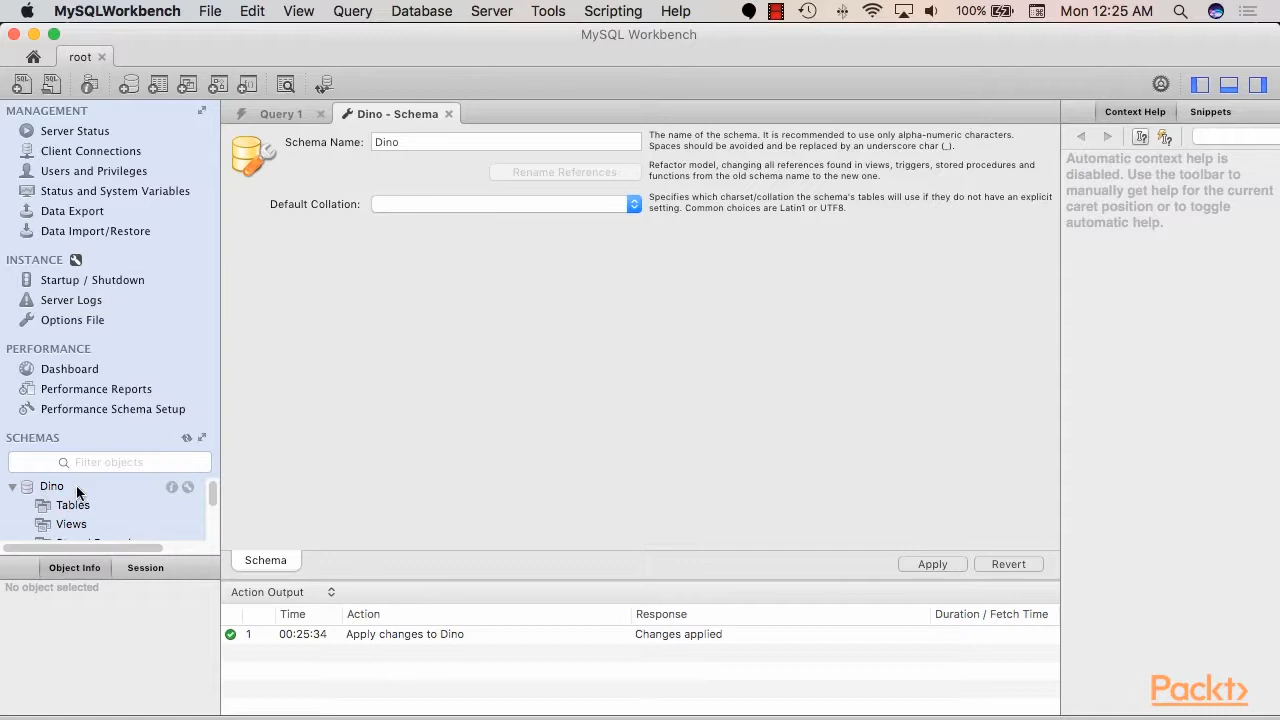 MySQLWorkbench File Edit View Query Database Server Tools Scripting Help 100% Mon 12:25 AM
MySQL Workbench
root
MANAGEMENT
Server Status
Client Connections
Users and Privileges
Status and System Variables
Data Export
Data Import/Restore
INSTANCE
Startup / Shutdown
Server Logs
Options File
PERFORMANCE
Dashboard
Performance Reports
Performance Schema Setup
SCHEMAS
Filter objects
Dino
Tables
Views
Object Info Session
No object selected
Query 1 Dino - Schema
Schema Name: Dino
The name of the schema. It is recommended to use only alpha-numeric characters.
Spaces should be avoided and be replaced by an underscore char (_).
Rename References
Refactor model, changing all references found in views, triggers, stored procedures and
functions from the old schema name to the new one.
Default Collation:
Specifies which charset/collation the schema's tables will use if they do not have an explicit
setting. Common choices are Latin1 or UTF8.
Schema
Apply Revert
Action Output
Time Action Response Duration / Fetch Time
1 00:25:34 Apply changes to Dino Changes applied
Context Help Snippets
Automatic context help is
disabled. Use the toolbar to
manually get help for the current
caret position or to toggle
automatic help.
Packt>